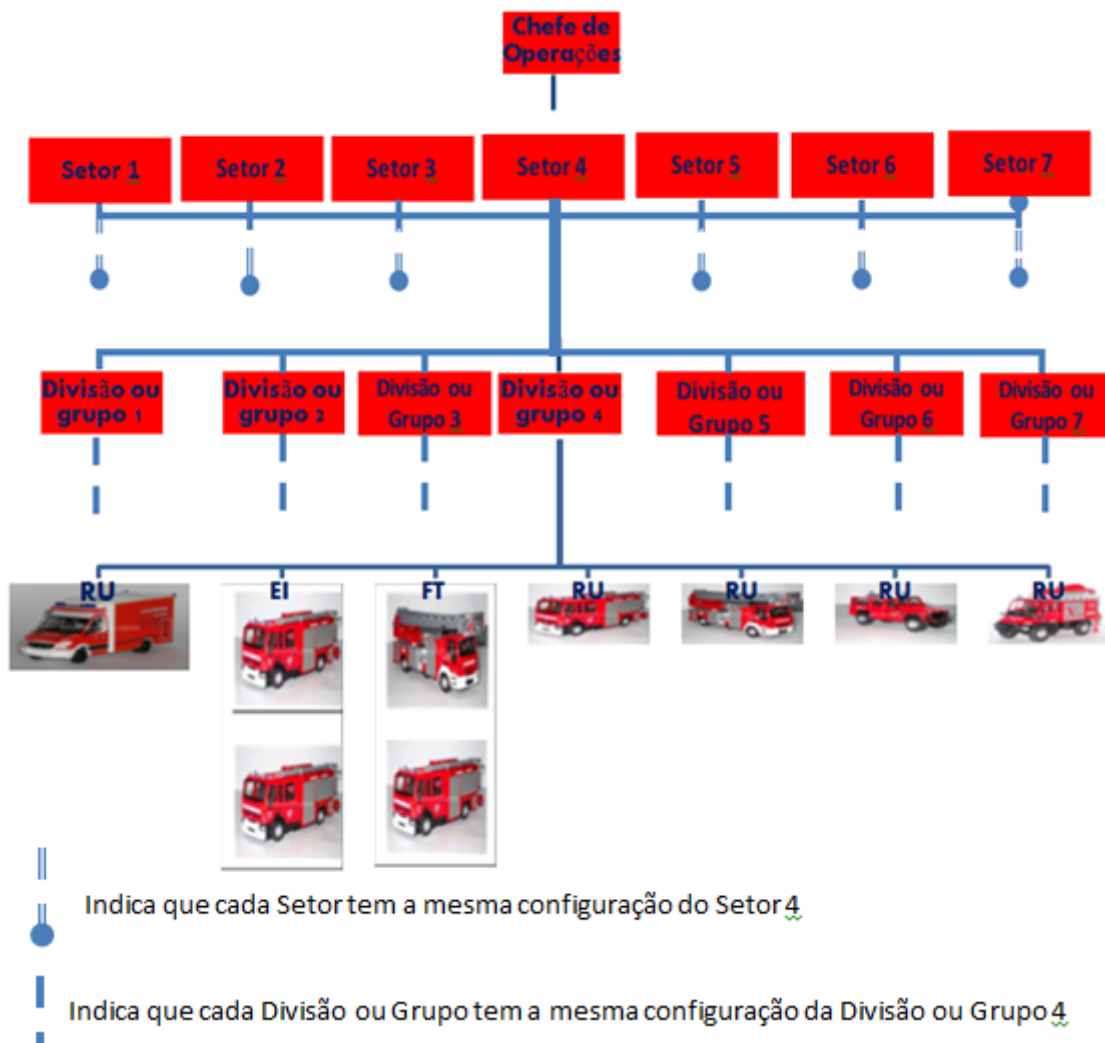 Chefe de
Operações
Setor 1
Setor 2
Setor 3
Setor 4
Setor 5
Setor 6
Setor 7
Divisão ou
grupo 1
Divisão ou
grupo 2
Divisão ou
Grupo 3
Divisão ou
grupo 4
Divisão ou
Grupo 5
Divisão ou
Grupo 6
Divisão ou
Grupo 7
RU
EI
FT
RU
RU
RU
RU
Indica que cada Setor tem a mesma configuração do Setor 4
Indica que cada Divisão ou Grupo tem a mesma configuração da Divisão ou Grupo 4